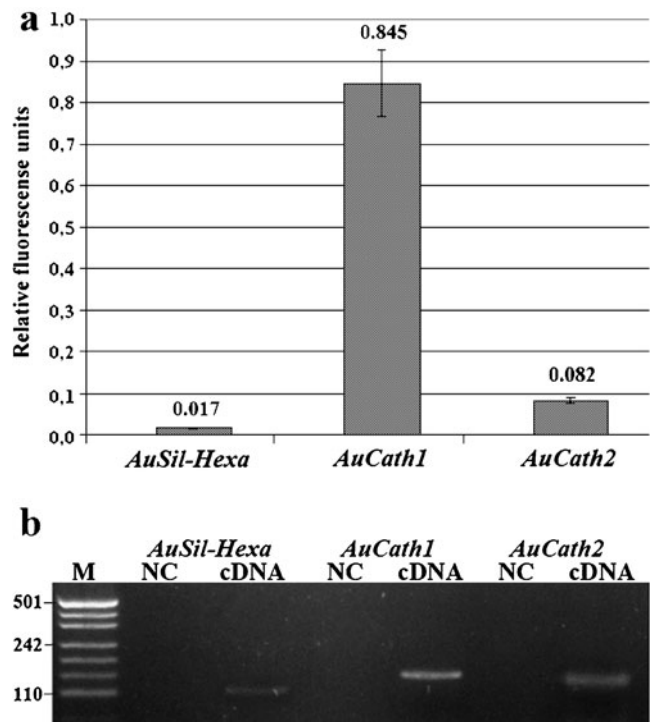 a
Relative fluorescense units
1,0
0,9
0,8
0,7
0,6
0,5
0,4
0,3
0,2
0,1
0,0
0.017
0.845
0.082
AuSil-Hexa AuCath1 AuCath2
b
AuSil-Hexa AuCath1 AuCath2
M NC cDNA NC cDNA NC cDNA
501
242
110